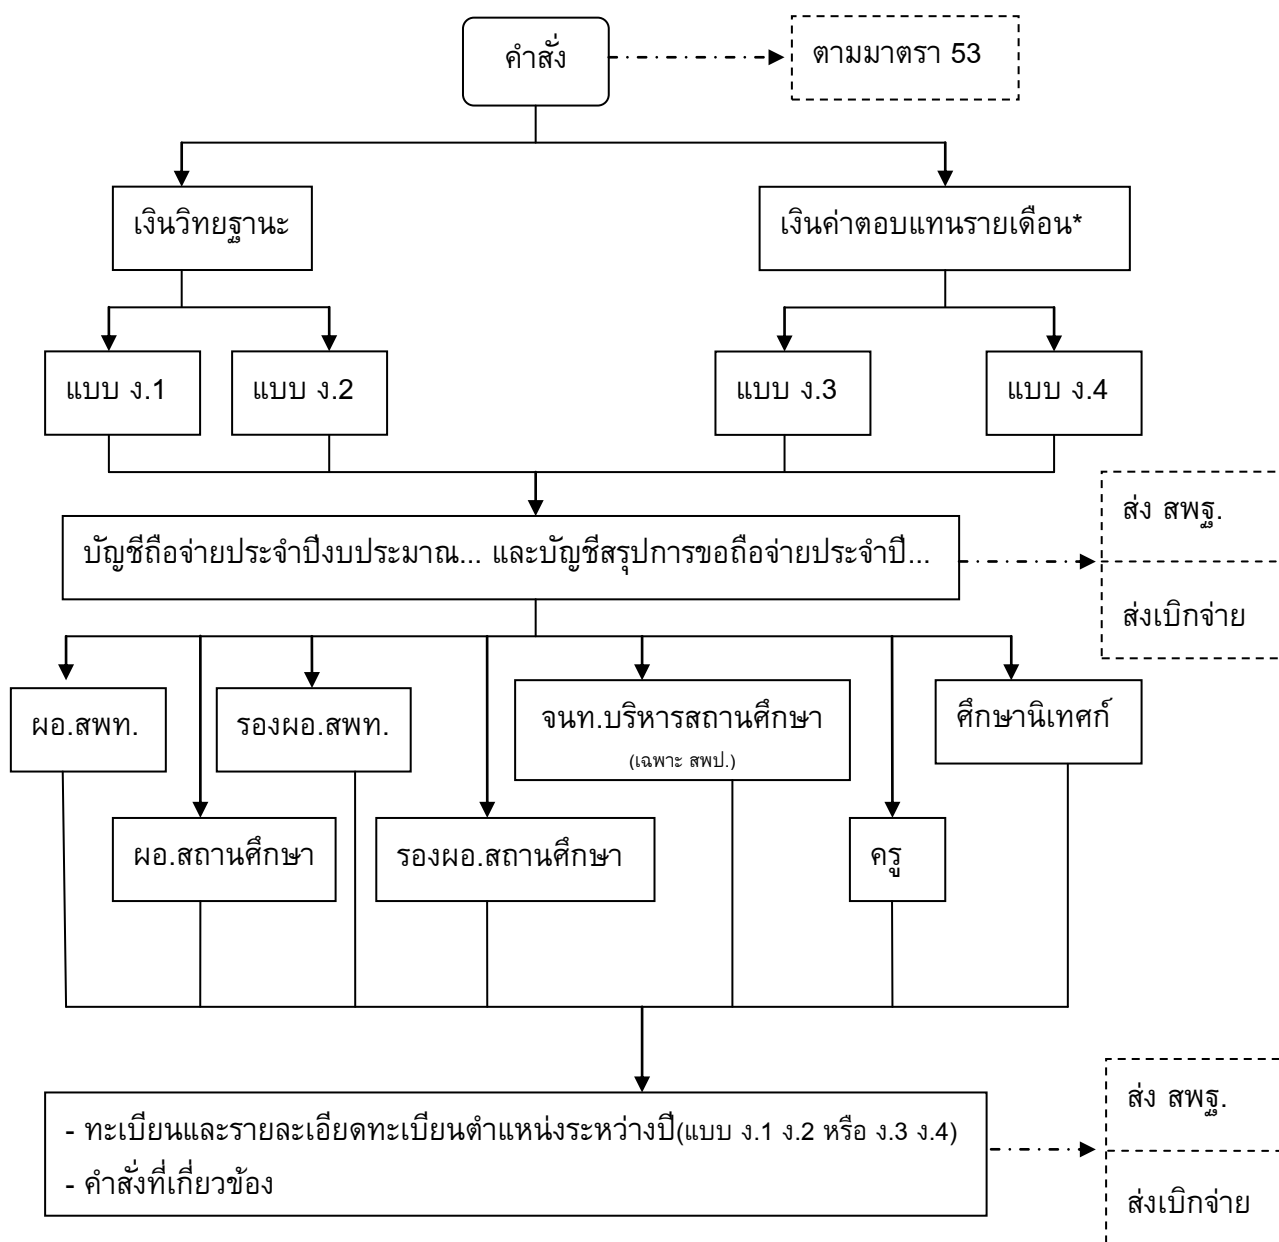 คำสั่ง
ตามมาตรา 53
เงินวิทยฐานะ
เงินค่าตอบแทนรายเดือน*
แบบ ง.1
แบบ ง.2
แบบ ง.3
แบบ ง.4
บัญชีถือจ่ายประจำปีงบประมาณ... และบัญชีสรุปการขอถือจ่ายประจำปี...
ส่ง สพฐ.
ส่งเบิกจ่าย
ผอ.สพท.
รองผอ.สพท.
จนท.บริหารสถานศึกษา
(เฉพาะ สพป.)
ศึกษานิเทศก์
ผอ.สถานศึกษา
รองผอ.สถานศึกษา
ครู
- ทะเบียนและรายละเอียดทะเบียนตำแหน่งระหว่างปี(แบบ ง.1 ง.2 หรือ ง.3 ง.4)
- คำสั่งที่เกี่ยวข้อง
ส่ง สพฐ.
ส่งเบิกจ่าย